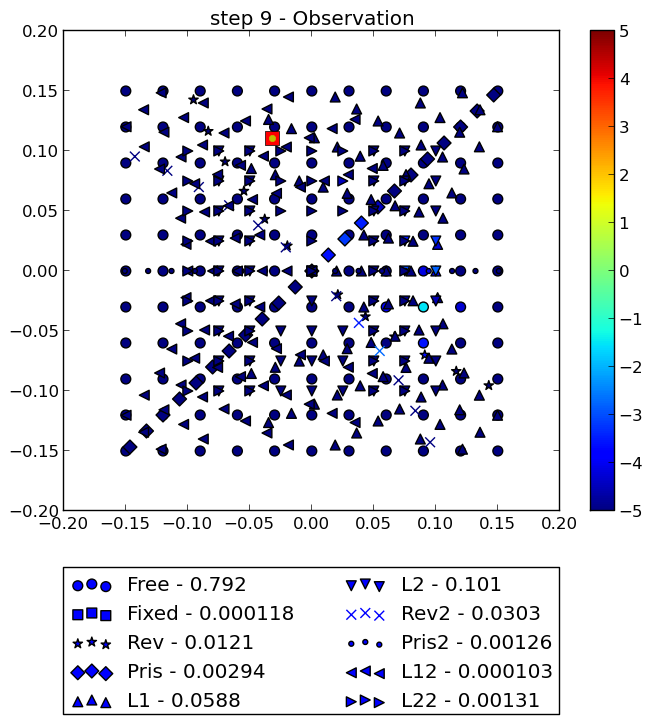 step 9 - Observation
0.20
0.15
0.10
0.05
0.00
−0.05
−0.10
−0.15
−0.20
−0.20 −0.15 −0.10 −0.05 0.00 0.05 0.10 0.15 0.20
5
4
3
2
1
0
−1
−2
−3
−4
−5
Free - 0.792
Fixed - 0.000118
Rev - 0.0121
Pris - 0.00294
L1 - 0.0588
L2 - 0.101
Rev2 - 0.0303
Pris2 - 0.00126
L12 - 0.000103
L22 - 0.00131